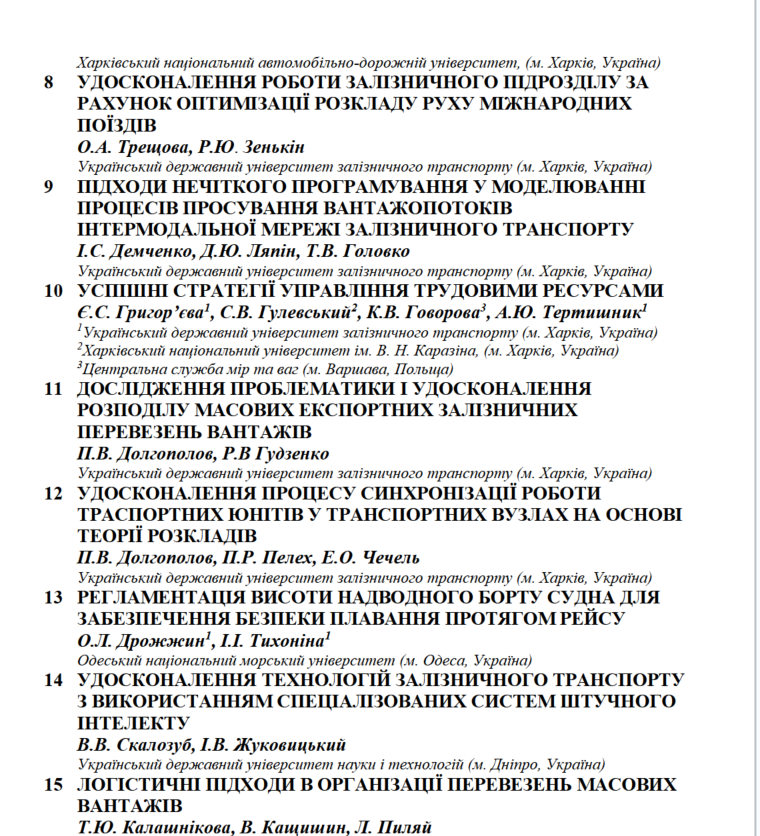 Харківський національний автомобільно-дорожній університет, (м. Харків, Україна)
8 УДОСКОНАЛЕННЯ РОБОТИ ЗАЛІЗНИЧНОГО ПІДРОЗДІЛУ ЗА
РАХУНОК ОПТИМІЗАЦІЇ РОЗКЛАДУ РУХУ МІЖНАРОДНИХ
ПОЇЗДІВ
О.А. Трещова, Р.Ю. Зенькін
Український державний університет залізничного транспорту (м. Харків, Україна)
9 ПІДХОДИ НЕЧІТКОГО ПРОГРАМУВАННЯ У МОДЕЛЮВАННІ
ПРОЦЕСІВ ПРОСУВАННЯ ВАНТАЖОПОТОКІВ
ІНТЕРМОДАЛЬНОЇ МЕРЕЖІ ЗАЛІЗНИЧНОГО ТРАНСПОРТУ
І.С. Демченко, Д.Ю. Ляпін, Т.В. Головко
Український державний університет залізничного транспорту (м. Харків, Україна)
10 УСПІШНІ СТРАТЕГІЇ УПРАВЛІННЯ ТРУДОВИМИ РЕСУРСАМИ
Є.С. Григор’єва¹, С.В. Гулевський², К.В. Говорова³, А.Ю. Тертишник¹
¹Український державний університет залізничного транспорту (м. Харків, Україна)
²Харківський національний університет ім. В. Н. Каразіна, (м. Харків, Україна)
³Центральна служба мір та ваг (м. Варшава, Польща)
11 ДОСЛІДЖЕННЯ ПРОБЛЕМАТИКИ І УДОСКОНАЛЕННЯ
РОЗПОДІЛУ МАСОВИХ ЕКСПОРТНИХ ЗАЛІЗНИЧНИХ
ПЕРЕВЕЗЕНЬ ВАНТАЖІВ
П.В. Долгополов, Р.В Гудзенко
Український державний університет залізничного транспорту (м. Харків, Україна)
12 УДОСКОНАЛЕННЯ ПРОЦЕСУ СИНХРОНІЗАЦІЇ РОБОТИ
ТРАСПОРТНИХ ЮНІТІВ У ТРАНСПОРТНИХ ВУЗЛАХ НА ОСНОВІ
ТЕОРІЇ РОЗКЛАДІВ
П.В. Долгополов, П.Р. Пелех, Е.О. Чечель
Український державний університет залізничного транспорту (м. Харків, Україна)
13 РЕГЛАМЕНТАЦІЯ ВИСОТИ НАДВОДНОГО БОРТУ СУДНА ДЛЯ
ЗАБЕЗПЕЧЕННЯ БЕЗПЕКИ ПЛАВАННЯ ПРОТЯГОМ РЕЙСУ
О.Л. Дрожжин¹, І.І. Тихоніна¹
Одеський національний морський університет (м. Одеса, Україна)
14 УДОСКОНАЛЕННЯ ТЕХНОЛОГІЙ ЗАЛІЗНИЧНОГО ТРАНСПОРТУ
З ВИКОРИСТАННЯМ СПЕЦІАЛІЗОВАНИХ СИСТЕМ ШТУЧНОГО
ІНТЕЛЕКТУ
В.В. Скалозуб, І.В. Жуковицький
Український державний університет науки і технологій (м. Дніпро, Україна)
15 ЛОГІСТИЧНІ ПІДХОДИ В ОРГАНІЗАЦІЇ ПЕРЕВЕЗЕНЬ МАСОВИХ
ВАНТАЖІВ
Т.Ю. Калашнікова, В. Кащишин, Л. Пиляй